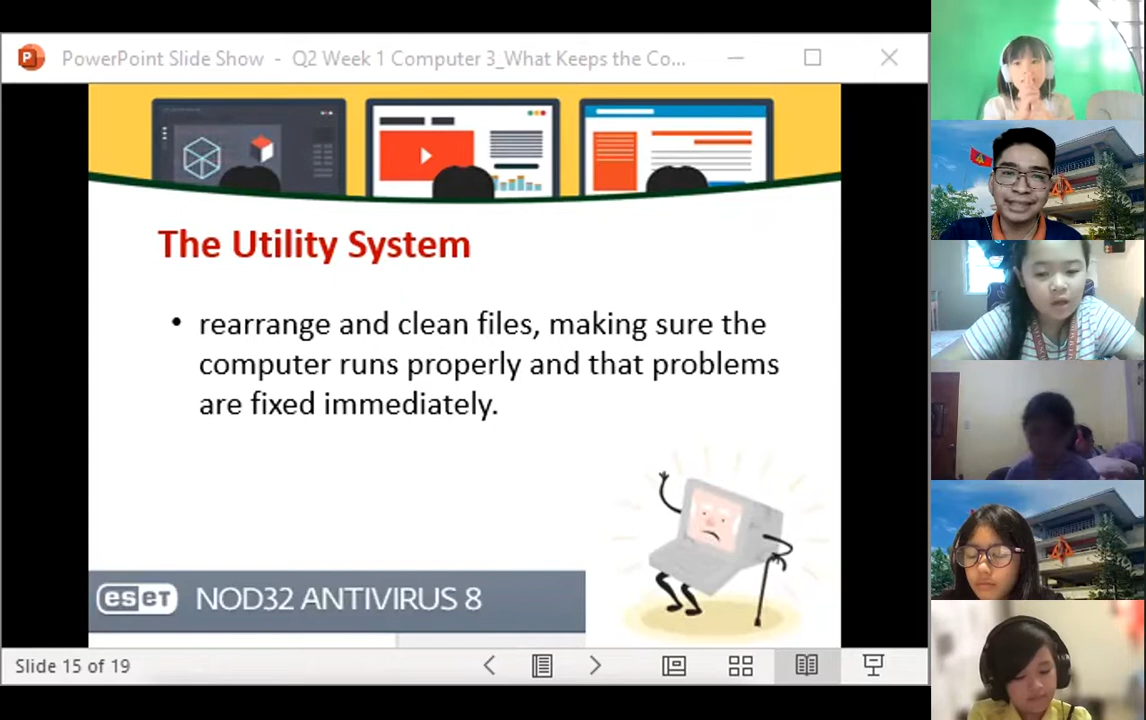 PowerPoint Slide Show - Q2 Week 1 Computer 3_What Keeps the Co...
The Utility System
• rearrange and clean files, making sure the
computer runs properly and that problems
are fixed immediately.
eseT NOD32 ANTIVIRUS 8
Slide 15 of 19